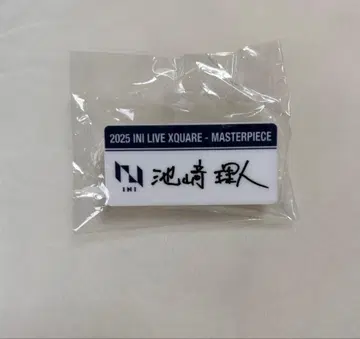 2025 INI LIVE XQUARE - MASTERPIECE
INI 池﨑理人